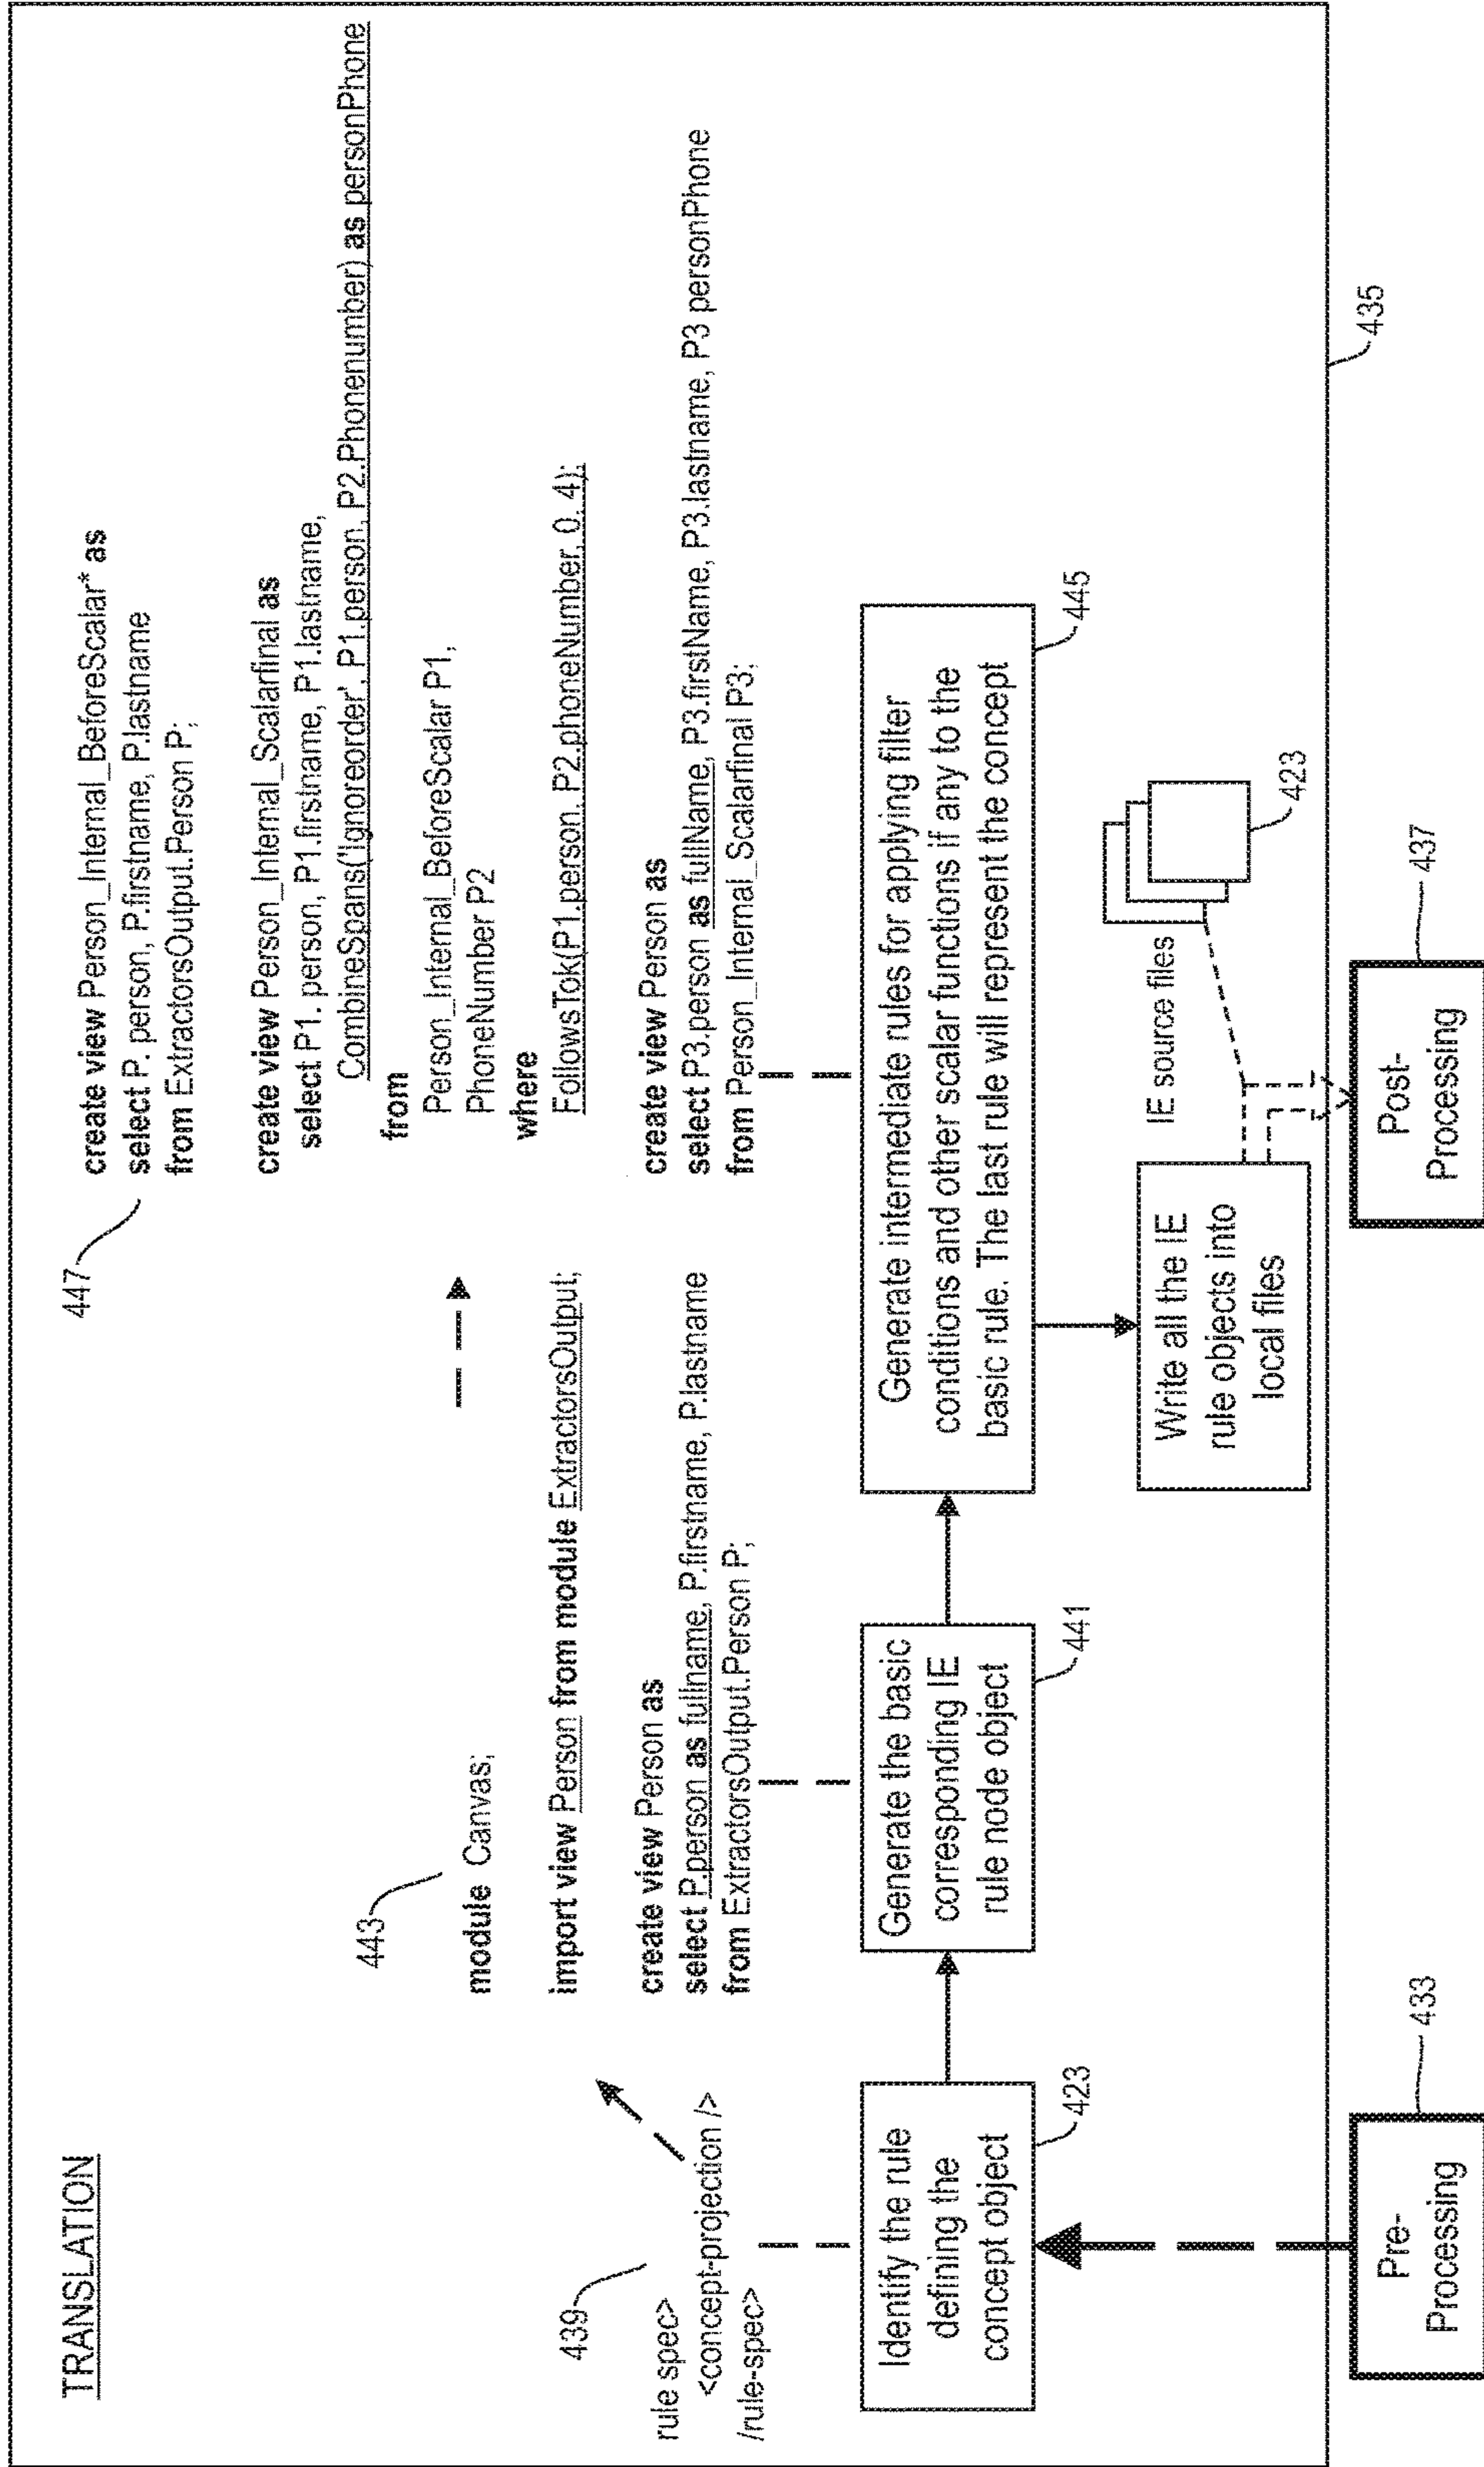 TRANSLATION
447
create view Person_Internal_BeforeScalar* as
select P. person, P.firstname, P.lastname
from ExtractorsOutput.Person P;
create view Person_Internal_Scalarfinal as
select P1. person, P1.firstname, P1.lastname,
CombineSpans('ignoreorder', P1.person, P2.Phonenumber) as personPhone
from
Person_Internal_BeforeScalar P1,
PhoneNumber P2
where
FollowsTok(P1.person. P2.phoneNumber, 0, 4);
create view Person as
select P3.person as fullName, P3.firstName, P3.lastname, P3 personPhone
from Person_Internal_Scalarfinal P3;
443
module Canvas;
import view Person from module ExtractorsOutput;
create view Person as
select P.person as fullname, P.firstname, P.lastname
from ExtractorsOutput.Person P;
439
rule spec>
<concept-projection />
/rule-spec>
Identify the rule
defining the
concept object
423
Generate the basic
corresponding IE
rule node object
441
Generate intermediate rules for applying filter
conditions and other scalar functions if any to the
basic rule. The last rule will represent the concept
445
Write all the IE
rule objects into
local files
IE source files
423
435
Pre-
Processing
433
Post-
Processing
437